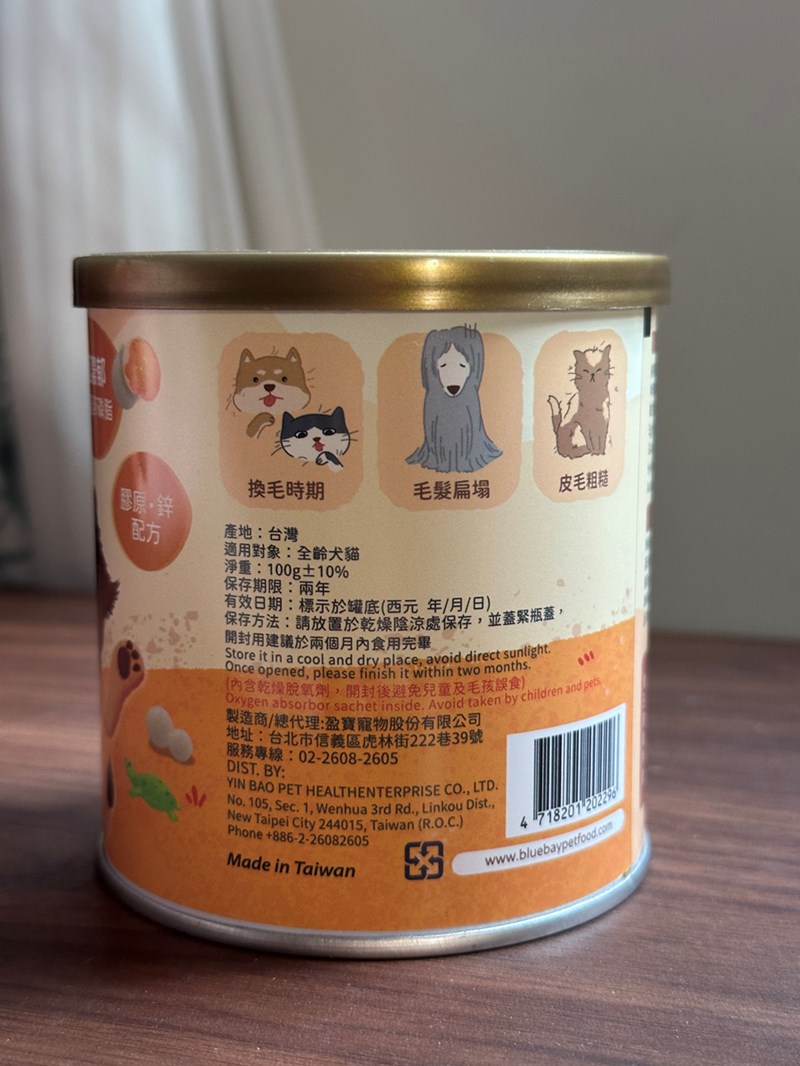 換毛時期
毛髮扁塌
皮毛粗糙
膠原・鋅
配方
產地：台灣
適用對象：全齡犬貓
淨重：100g±10%
保存期限：兩年
有效日期：標示於罐底(西元 年/月/日)
保存方法：請放置於乾燥陰涼處保存，並蓋緊瓶蓋，
開封用建議於兩個月內食用完畢
Store it in a cool and dry place, avoid direct sunlight.
Once opened, please finish it within two months.
(內含乾燥脫氧劑，開封後避免兒童及毛孩誤食)
Oxygen absorbor sachet inside. Avoid taken by children and pets.
製造商/總代理:盈寶寵物股份有限公司
地址：台北市信義區虎林街222巷39號
服務專線：02-2608-2605
DIST. BY:
YIN BAO PET HEALTHENTERPRISE CO., LTD.
No. 105, Sec. 1, Wenhua 3rd Rd., Linkou Dist.,
New Taipei City 244015, Taiwan (R.O.C.)
Phone +886-2-26082605
Made in Taiwan
4 718201 202296
www.bluebaypetfood.com